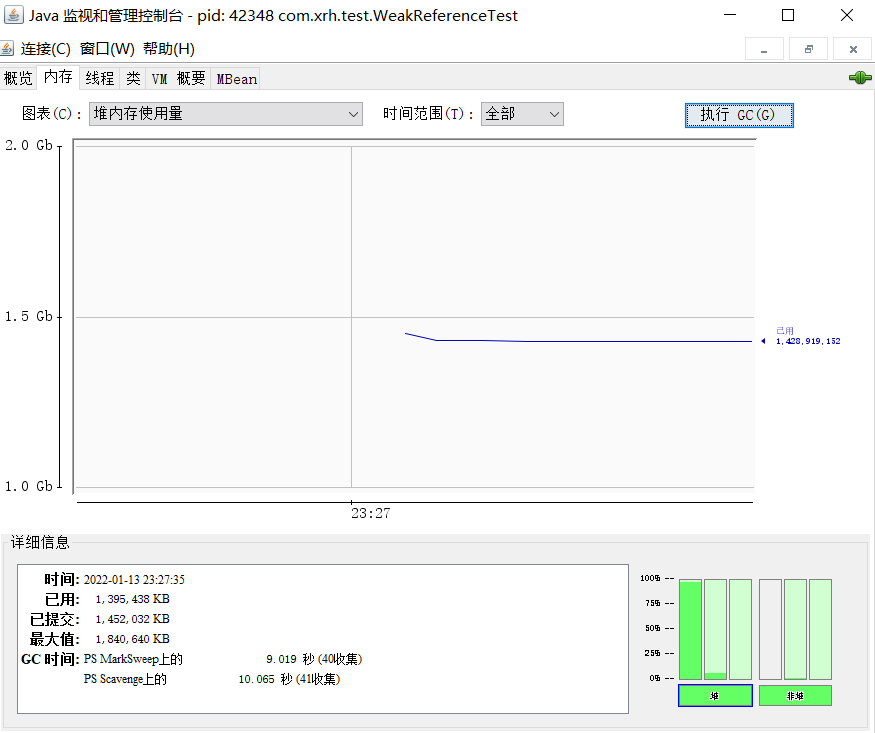 Java 监视和管理控制台 - pid: 42348 com.xrh.test.WeakReferenceTest
连接(C) 窗口(W) 帮助(H)
概览 内存 线程 类 VM 概要 MBean
图表(C): 堆内存使用量 时间范围(T): 全部 执行 GC(G)
2.0 Gb
1.5 Gb
已用
1,428,919,152
1.0 Gb
23:27
详细信息
时间: 2022-01-13 23:27:35
已用: 1,395,438 KB
已提交: 1,452,032 KB
最大值: 1,840,640 KB
GC 时间: PS MarkSweep上的 9.019 秒 (40收集)
PS Scavenge上的 10.065 秒 (41收集)
100% --
75% --
50% --
25% --
0% --
堆 非堆